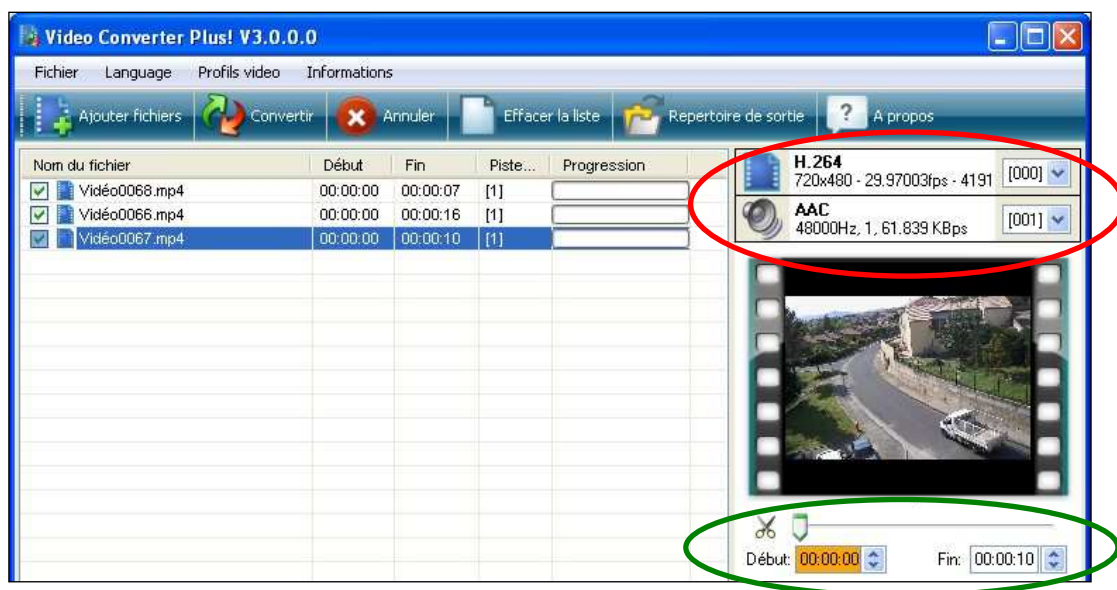 Video Converter Plus! V3.0.0.0
Fichier Language Profils video Informations
Ajouter fichiers Convertir Annuler Effacer la liste Repertoire de sortie ? A propos
Nom du fichier Début Fin Piste... Progression
Vidéo0068.mp4 00:00:00 00:00:07 [1]
Vidéo0066.mp4 00:00:00 00:00:16 [1]
Vidéo0067.mp4 00:00:00 00:00:10 [1]
H.264
720x480 - 29.97003fps - 4191 [000]
AAC
48000Hz, 1, 61.839 KBps [001]
Début: 00:00:00 Fin: 00:00:10